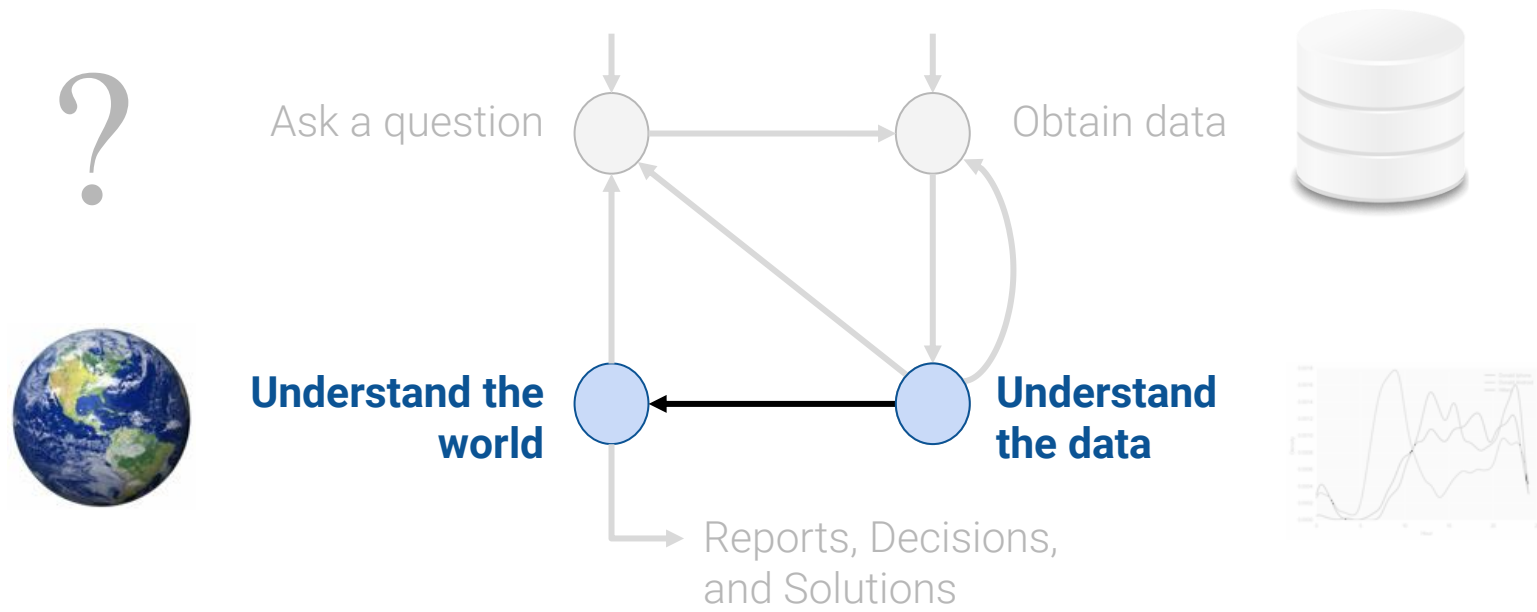 ?
Ask a question
Obtain data
Understand the
world
Understand
the data
Reports, Decisions,
and Solutions